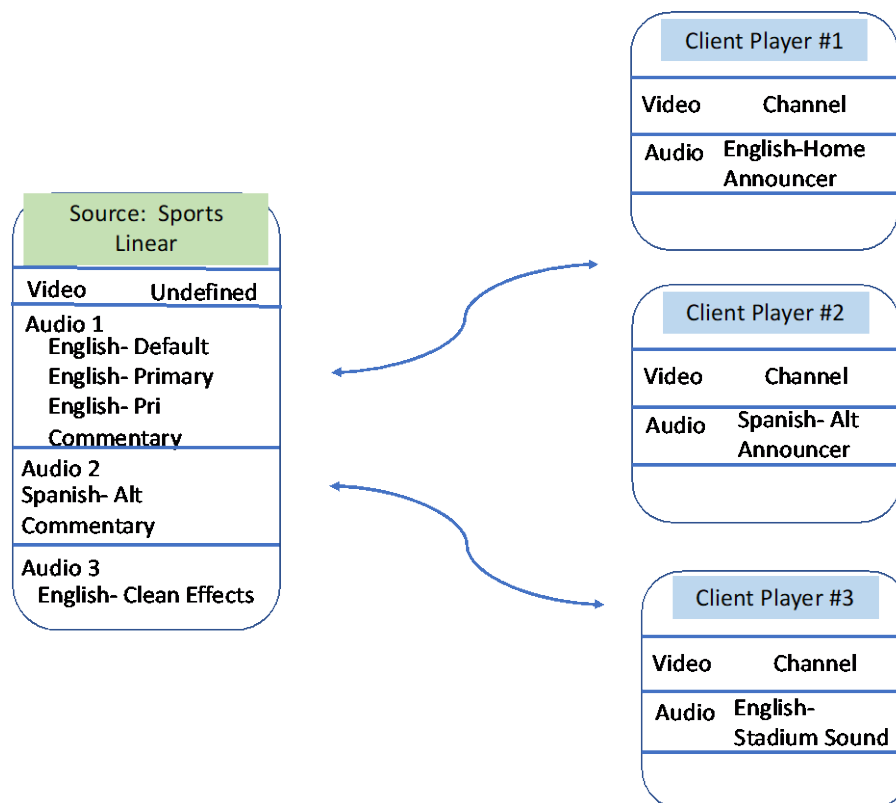 Source: Sports
Linear
Video Undefined
Audio 1
English- Default
English- Primary
English- Pri
Commentary
Audio 2
Spanish- Alt
Commentary
Audio 3
English- Clean Effects
Client Player #1
Video Channel
Audio English-Home
Announcer
Client Player #2
Video Channel
Audio Spanish- Alt
Announcer
Client Player #3
Video Channel
Audio English-
Stadium Sound